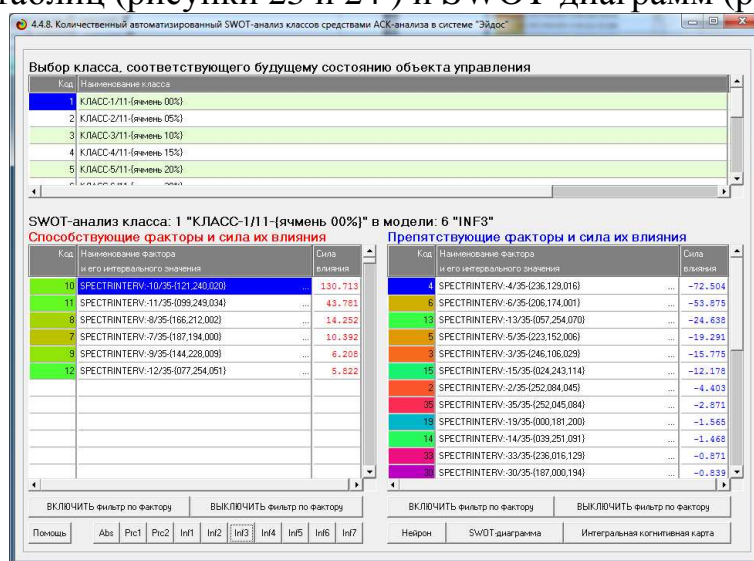 таблиц (рисунки 23 и 24 ) и SWOT-диаграмм (р
4.4.8. Количественный автоматизированный SWOT-анализ классов средствами АСК-анализа в системе "Эйдос"
Выбор класса, соответствующего будущему состоянию объекта управления
Код Наименование класса
1 КЛАСС-1/11-{ячмень 00%}
2 КЛАСС-2/11-{ячмень 05%}
3 КЛАСС-3/11-{ячмень 10%}
4 КЛАСС-4/11-{ячмень 15%}
5 КЛАСС-5/11-{ячмень 20%}
SWOT-анализ класса: 1 "КЛАСС-1/11-{ячмень 00%}" в модели: 6 "INF3"
Способствующие факторы и сила их влияния
Код Наименование фактора и его интервального значения Сила влияния
10 SPECTRINTERV:-10/35-{121,240,020} ... 130.713
11 SPECTRINTERV:-11/35-{099,249,034} ... 43.781
8 SPECTRINTERV:-8/35-{166,212,002} ... 14.252
7 SPECTRINTERV:-7/35-{187,194,000} ... 10.392
9 SPECTRINTERV:-9/35-{144,228,009} ... 6.208
12 SPECTRINTERV:-12/35-{077,254,051} ... 5.822
Препятствующие факторы и сила их влияния
Код Наименование фактора и его интервального значения Сила влияния
4 SPECTRINTERV:-4/35-{236,129,016} ... -72.504
6 SPECTRINTERV:-6/35-{206,174,001} ... -53.875
13 SPECTRINTERV:-13/35-{057,254,070} ... -24.638
5 SPECTRINTERV:-5/35-{223,152,006} ... -19.291
3 SPECTRINTERV:-3/35-{246,106,029} ... -15.775
15 SPECTRINTERV:-15/35-{024,243,114} ... -12.178
2 SPECTRINTERV:-2/35-{252,084,045} ... -4.403
35 SPECTRINTERV:-35/35-{252,045,084} ... -2.871
19 SPECTRINTERV:-19/35-{000,181,200} ... -1.565
14 SPECTRINTERV:-14/35-{039,251,091} ... -1.468
33 SPECTRINTERV:-33/35-{236,016,129} ... -0.871
30 SPECTRINTERV:-30/35-{187,000,194} ... -0.839
ВКЛЮЧИТЬ фильтр по фактору ВЫКЛЮЧИТЬ фильтр по фактору ВКЛЮЧИТЬ фильтр по фактору ВЫКЛЮЧИТЬ фильтр по фактору
Помощь Abs Prc1 Prc2 Inf1 Inf2 Inf3 Inf4 Inf5 Inf6 Inf7 Нейрон SWOT-диаграмма Интегральная когнитивная карта